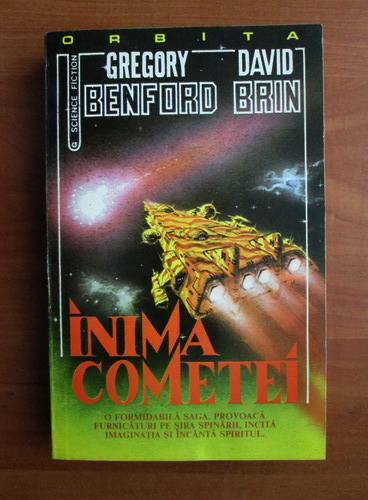 ORBITA
SCIENCE FICTION
GREGORY DAVID
BENFORD BRIN
INIMA
COMETEI
O FORMIDABILĂ SAGA. PROVOACĂ
FURNICĂTURI PE ȘIRA SPINĂRII, INCITĂ
IMAGINAȚIA ȘI ÎNCÂNTĂ SPIRITUL.